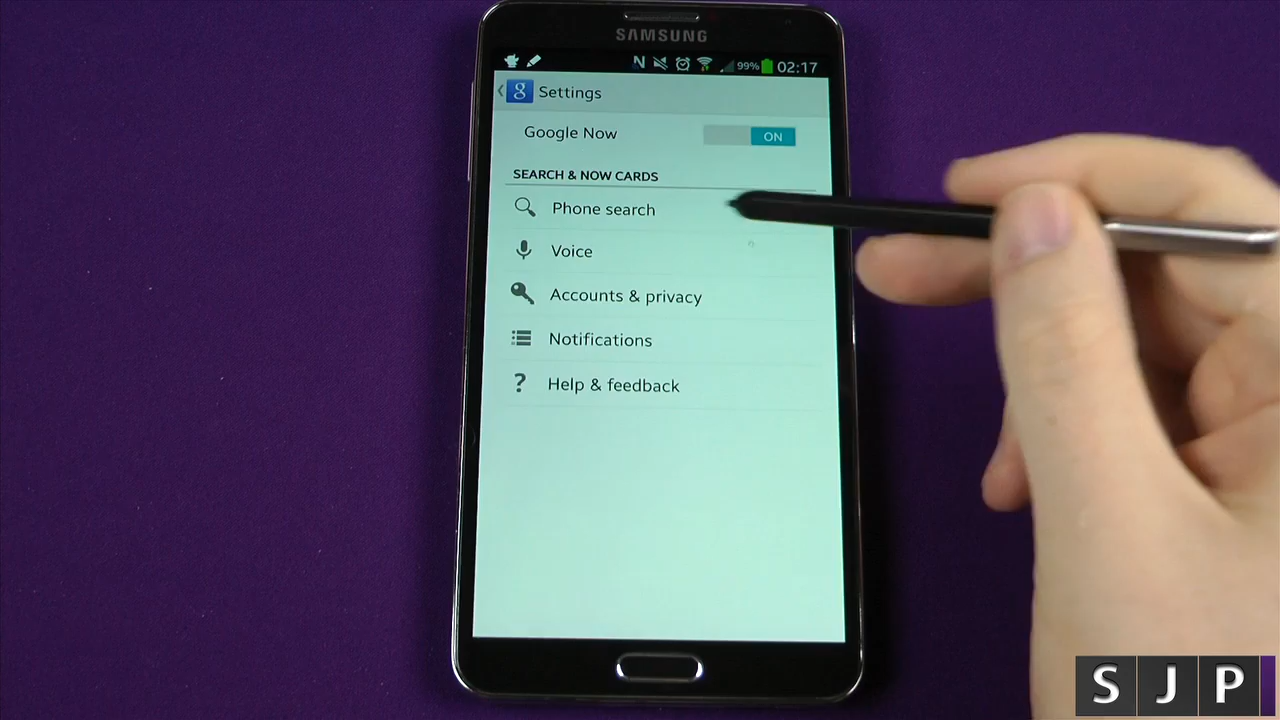 SAMSUNG
N 99% 02:17
g Settings
Google Now ON
SEARCH & NOW CARDS
Phone search
Voice
Accounts & privacy
Notifications
? Help & feedback
SJP